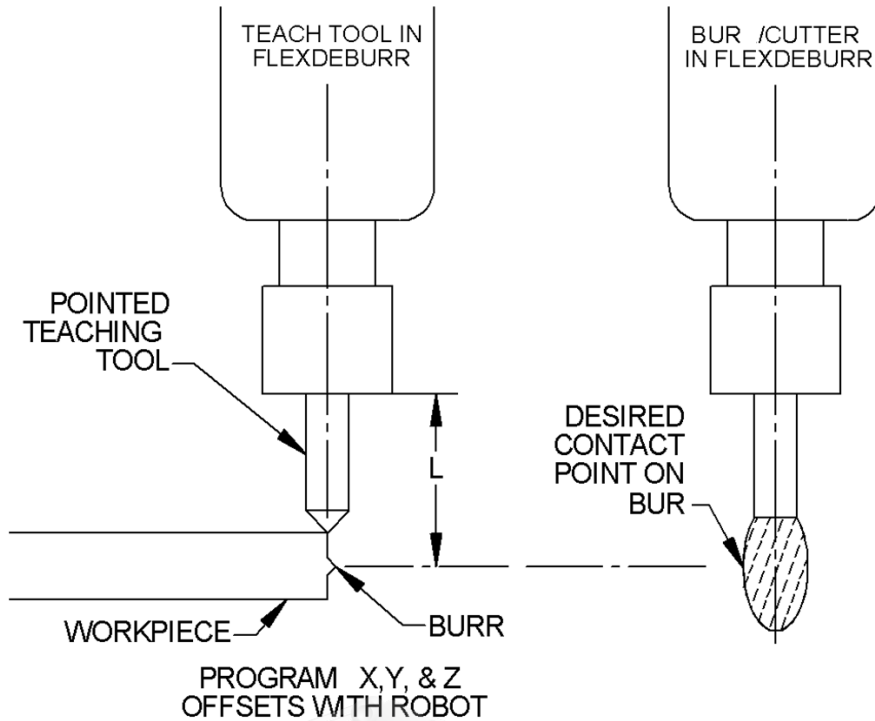 TEACH TOOL IN
FLEXDEBURR
BUR /CUTTER
IN FLEXDEBURR
POINTED
TEACHING
TOOL
L
DESIRED
CONTACT
POINT ON
BUR
WORKPIECE
BURR
PROGRAM X,Y, & Z
OFFSETS WITH ROBOT